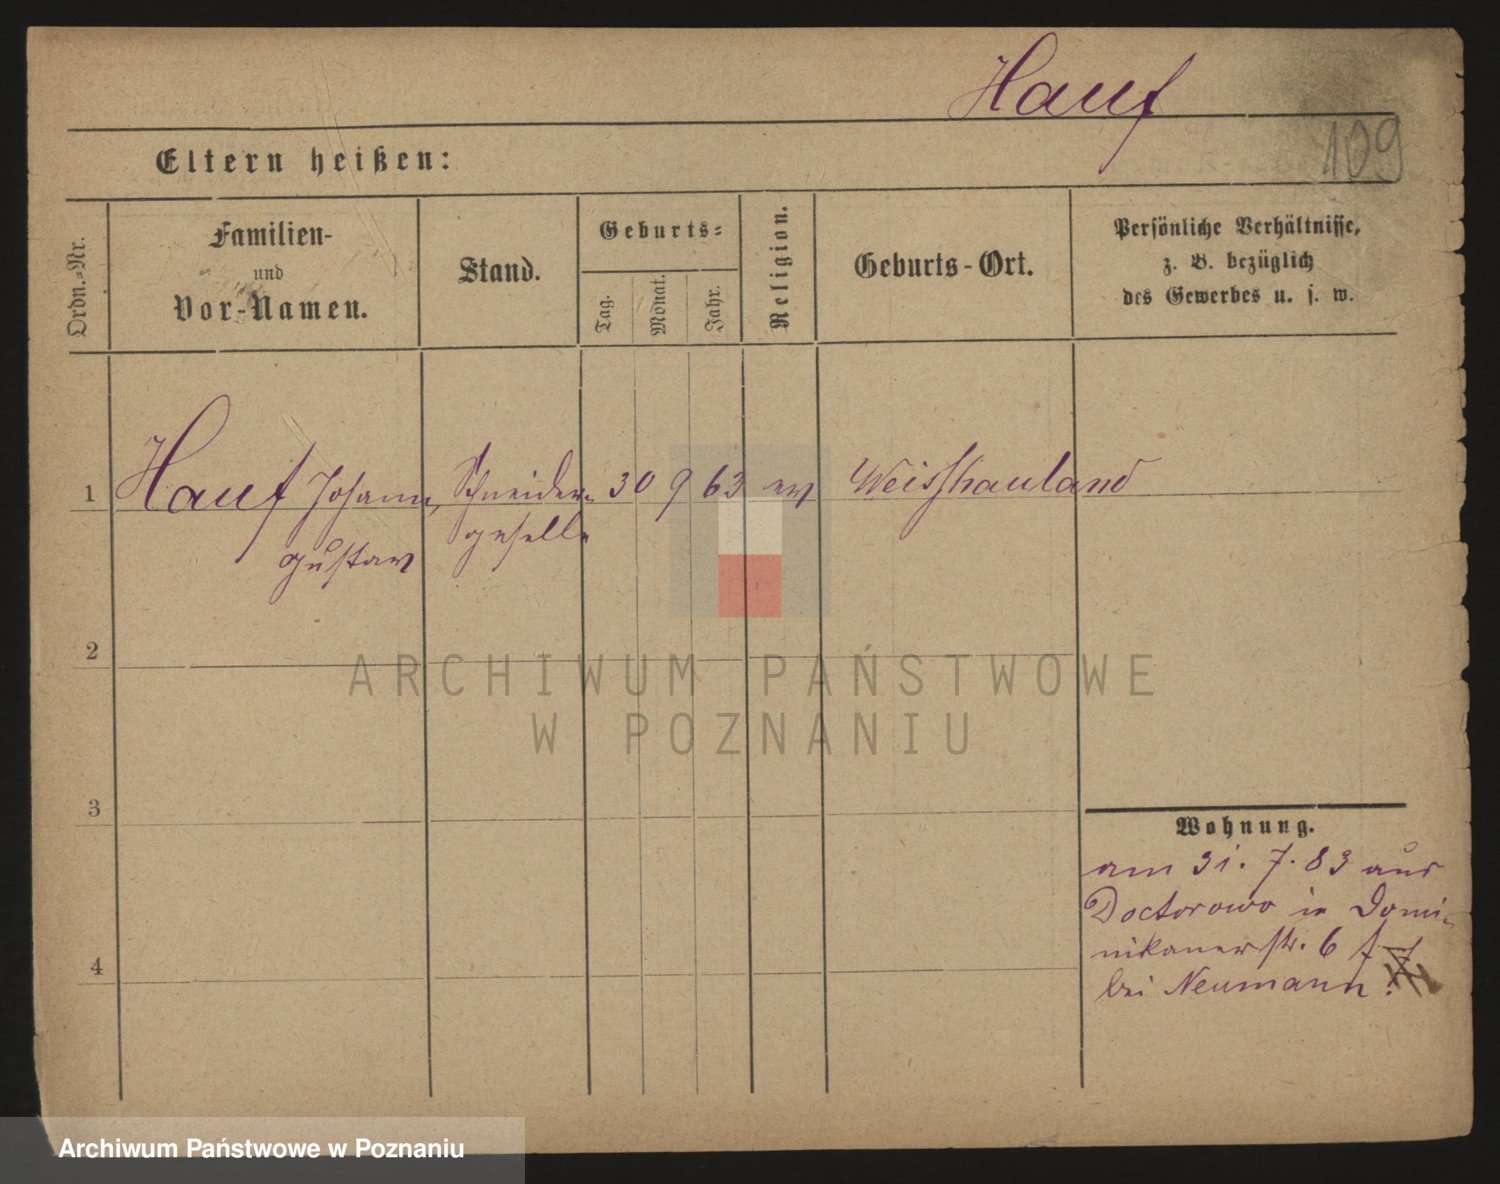 Hauf
109
Eltern heißen:
Ordn.-Nr.
Familien-
und
Vor-Namen.
Stand.
Geburts-
Tag.
Monat.
Jahr.
Religion.
Geburts-Ort.
Persönliche Verhältnisse,
z. B. bezüglich
des Gewerbes u. s. w.
1
Hauf Johann,
Gustav
Schneider-
geselle
30
9
63
ev
Weisshauland
2
3
4
Wohnung.
am 31. 7. 83 aus
Doctorowo in Domi-
nikanerstr. 6
bei Neumann.
ARCHIWUM PAŃSTWOWE
W POZNANIU
Archiwum Państwowe w Poznaniu